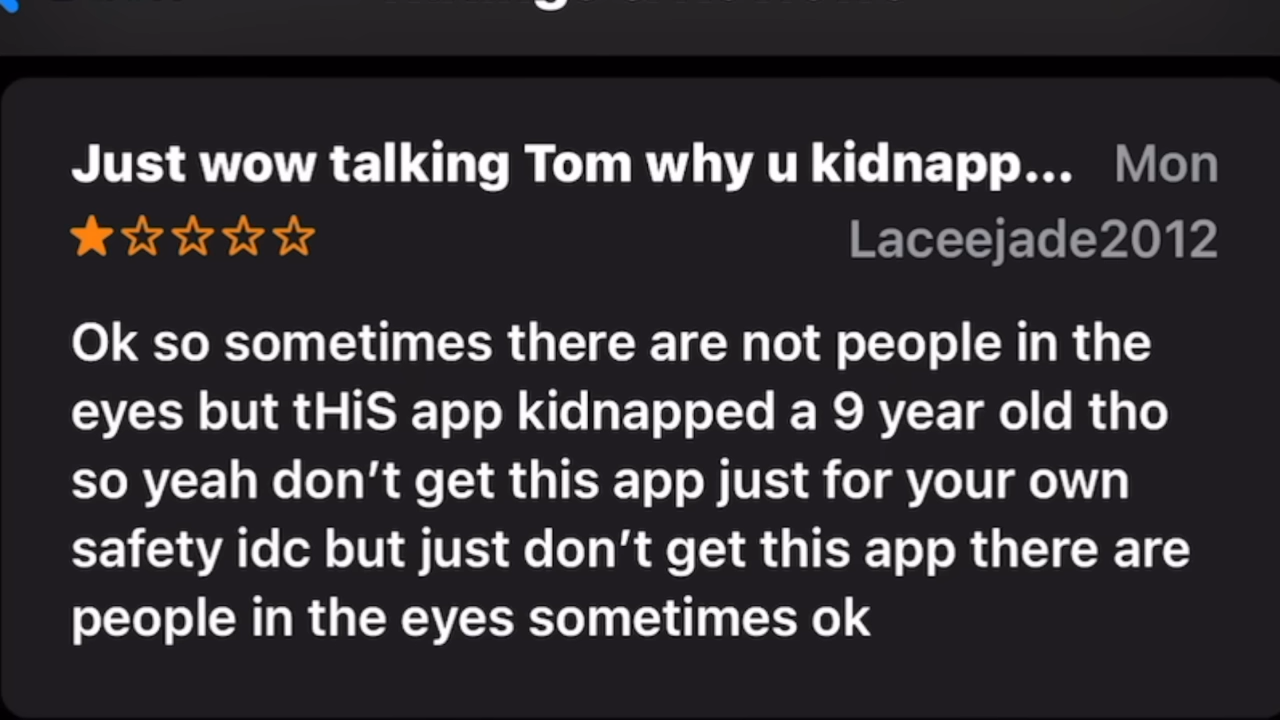 Just wow talking Tom why u kidnapp... Mon
Laceejade2012
Ok so sometimes there are not people in the
eyes but tHiS app kidnapped a 9 year old tho
so yeah don’t get this app just for your own
safety idc but just don’t get this app there are
people in the eyes sometimes ok